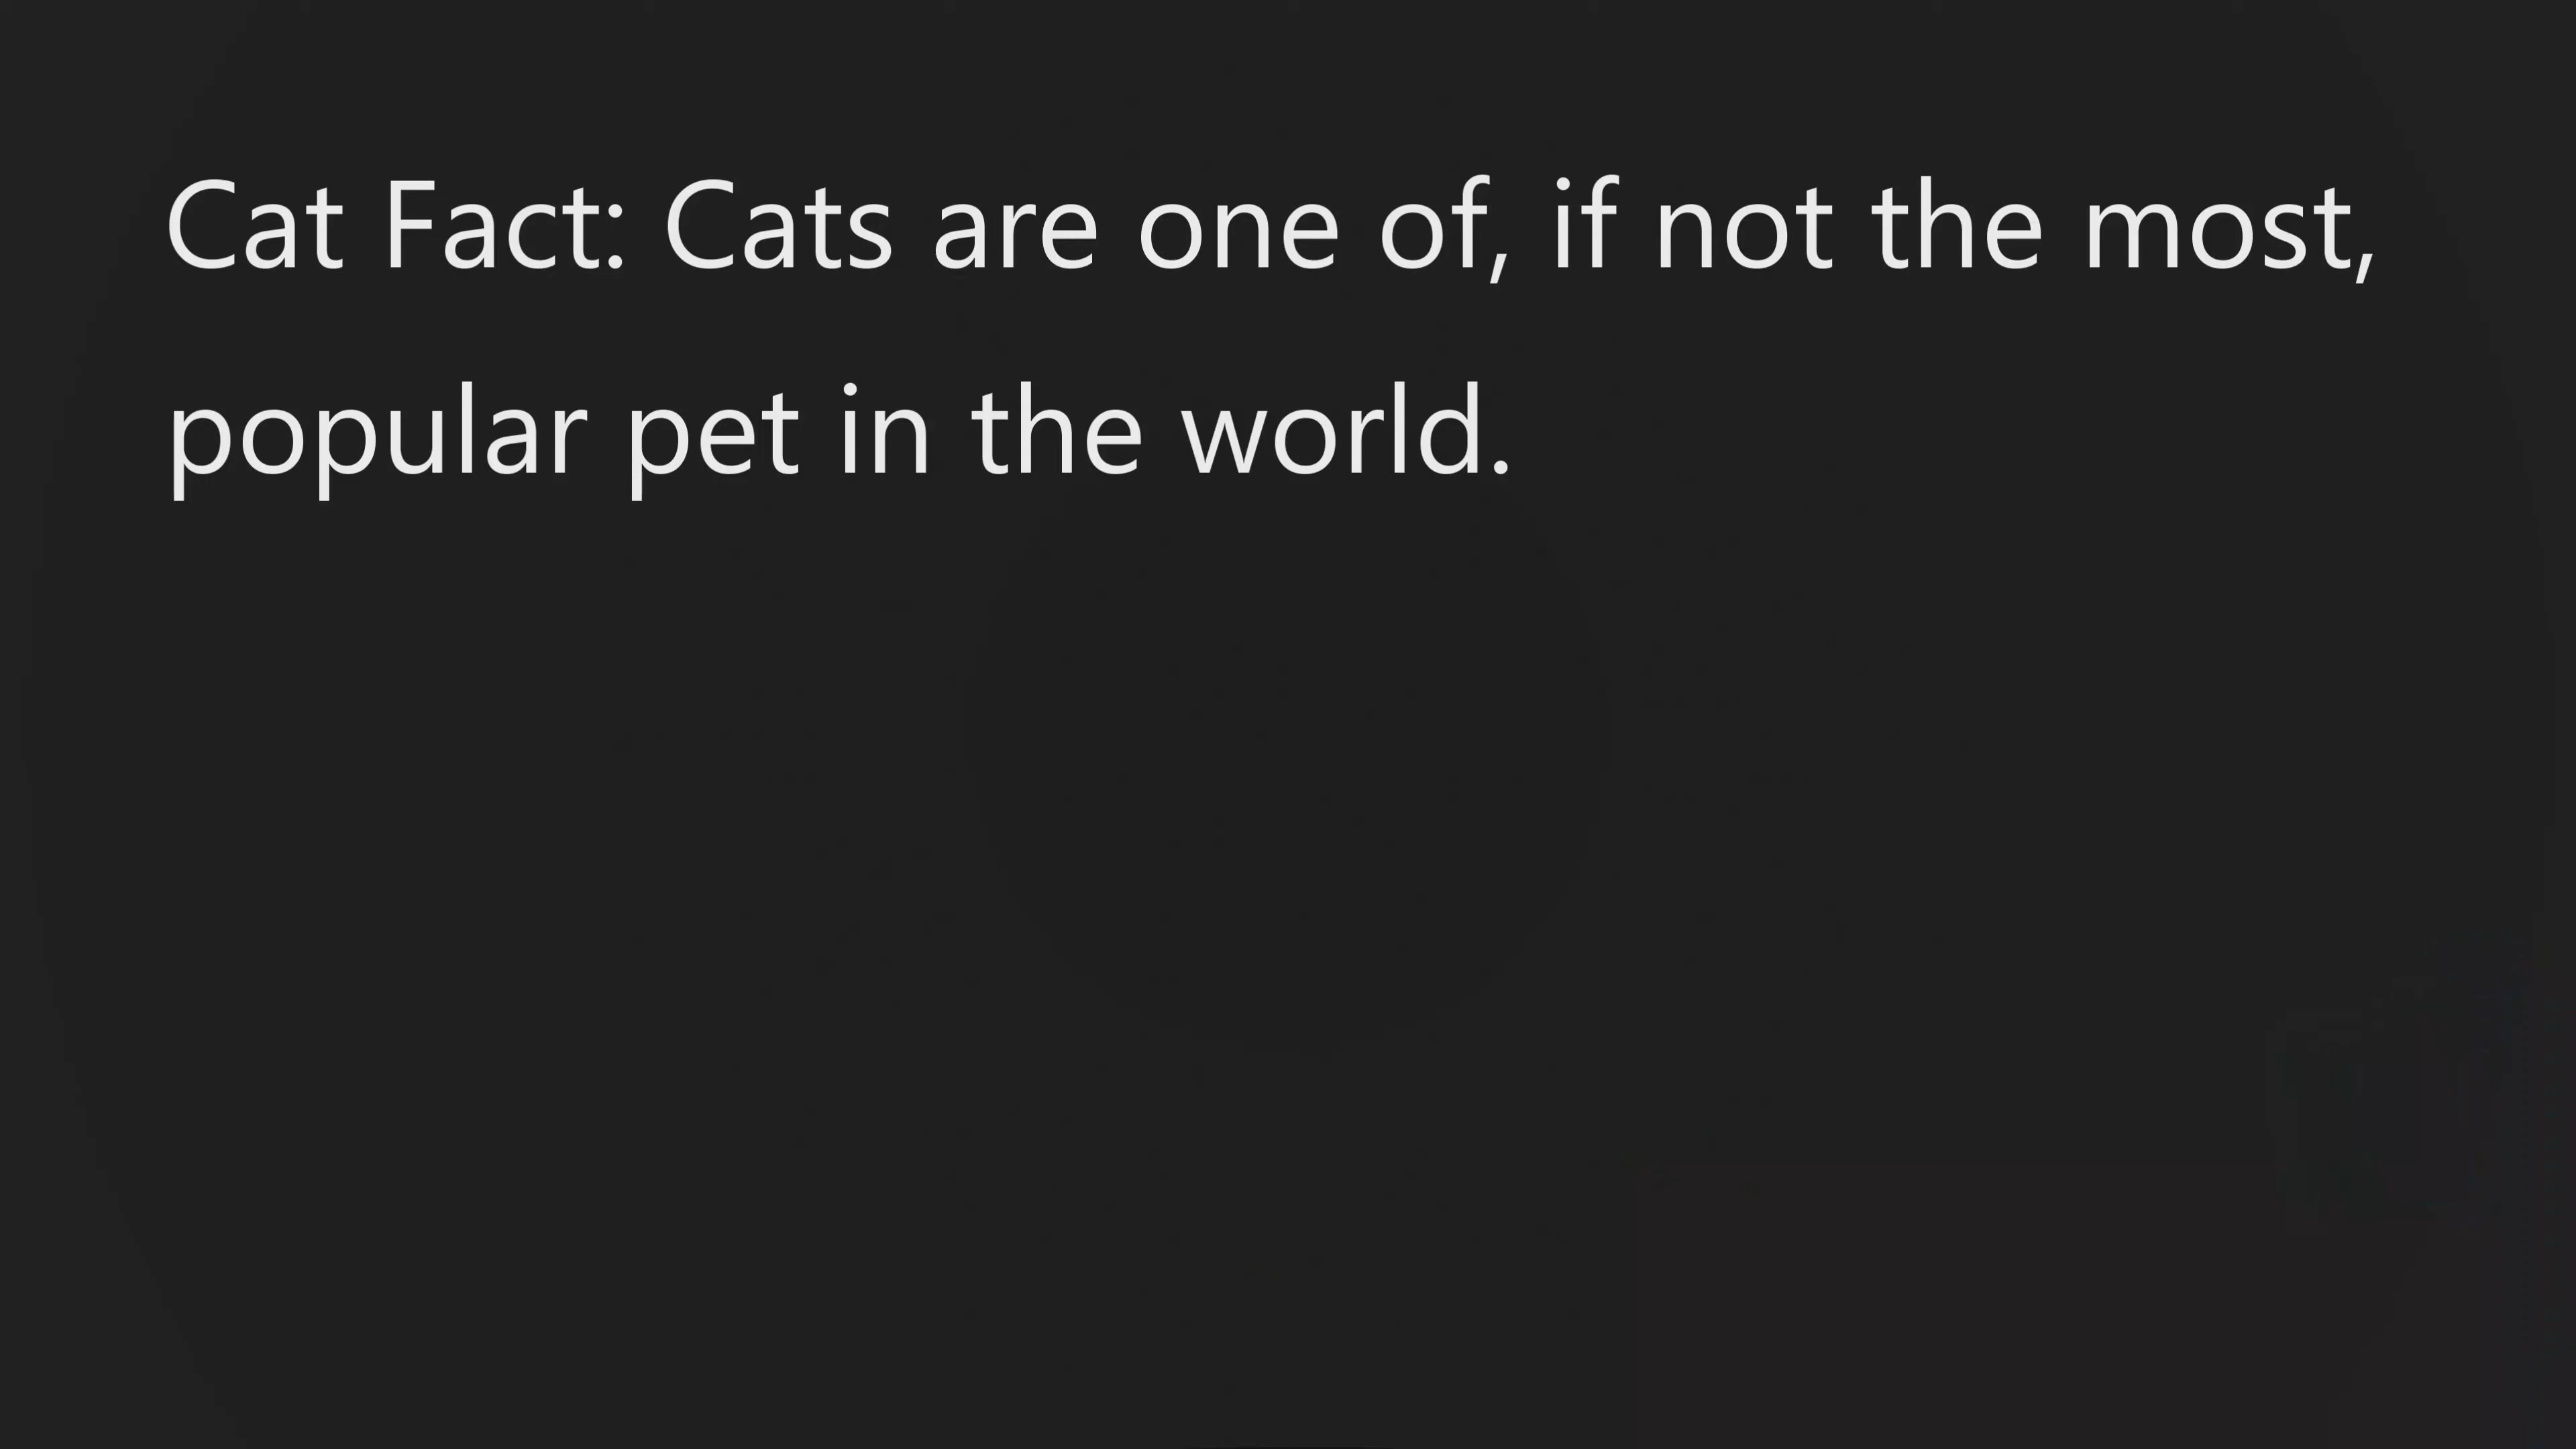 Cat Fact: Cats are one of, if not the most,
popular pet in the world.